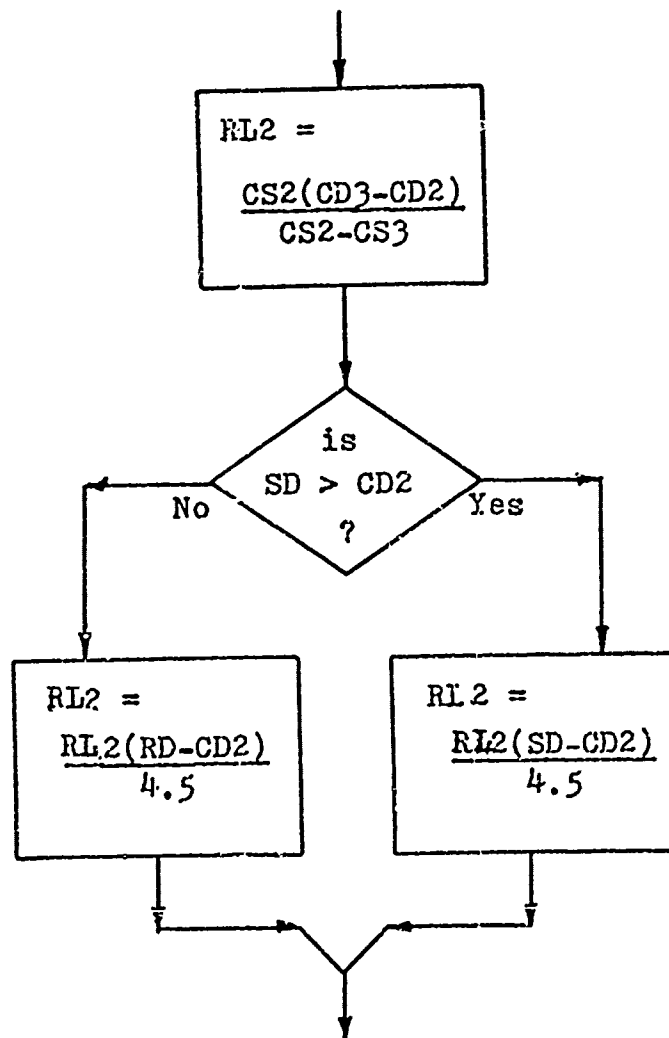 RL2 =
CS2(CD3-CD2)
CS2-CS3
is
SD > CD2
?
No
Yes
RL2 =
RL2(RD-CD2)
4.5
RL2 =
RL2(SD-CD2)
4.5